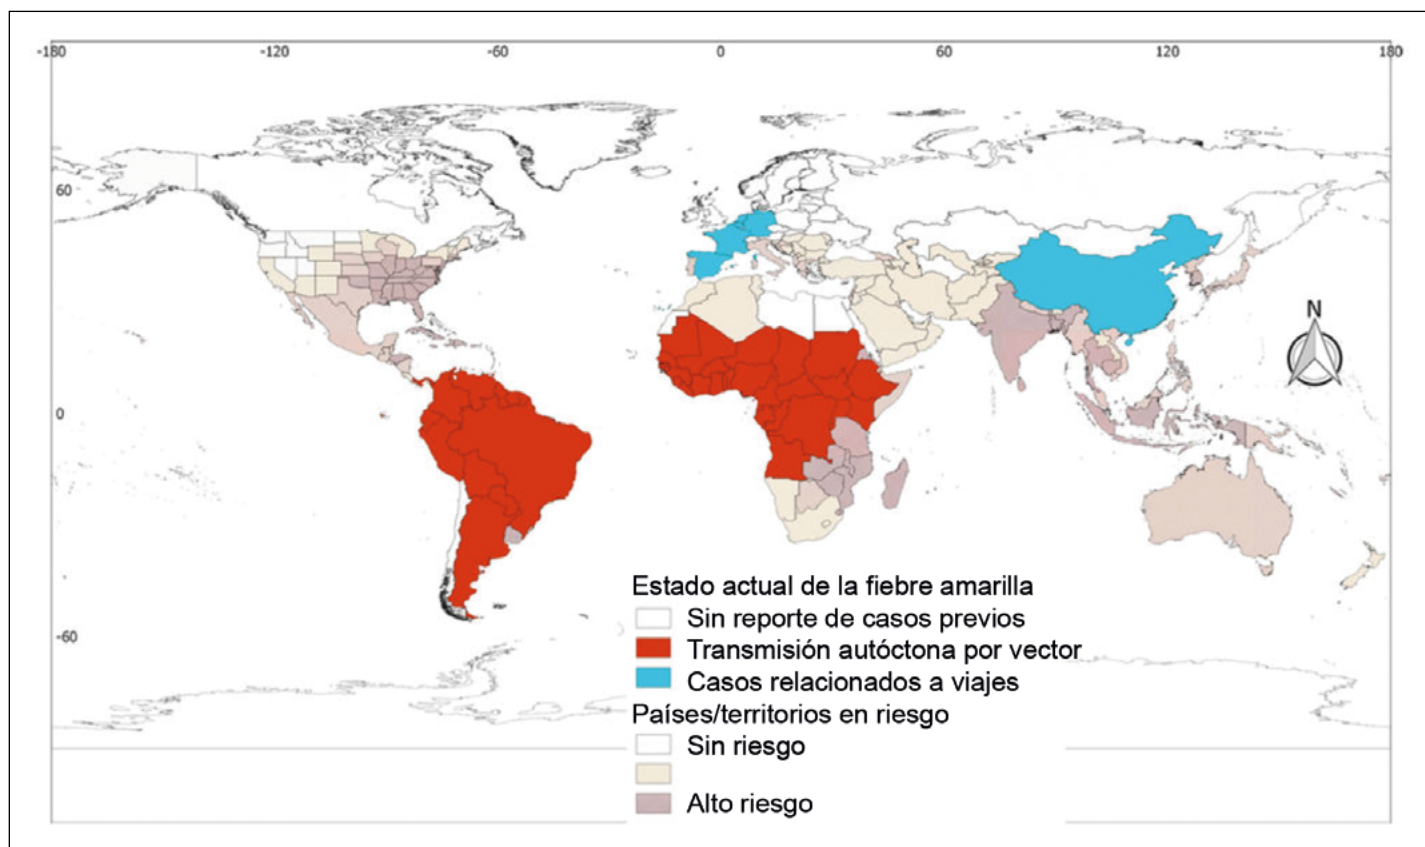 -180 -120 -60 0 60 120 180
60
N
0
-60
Estado actual de la fiebre amarilla
Sin reporte de casos previos
Transmisión autóctona por vector
Casos relacionados a viajes
Países/territorios en riesgo
Sin riesgo
Alto riesgo